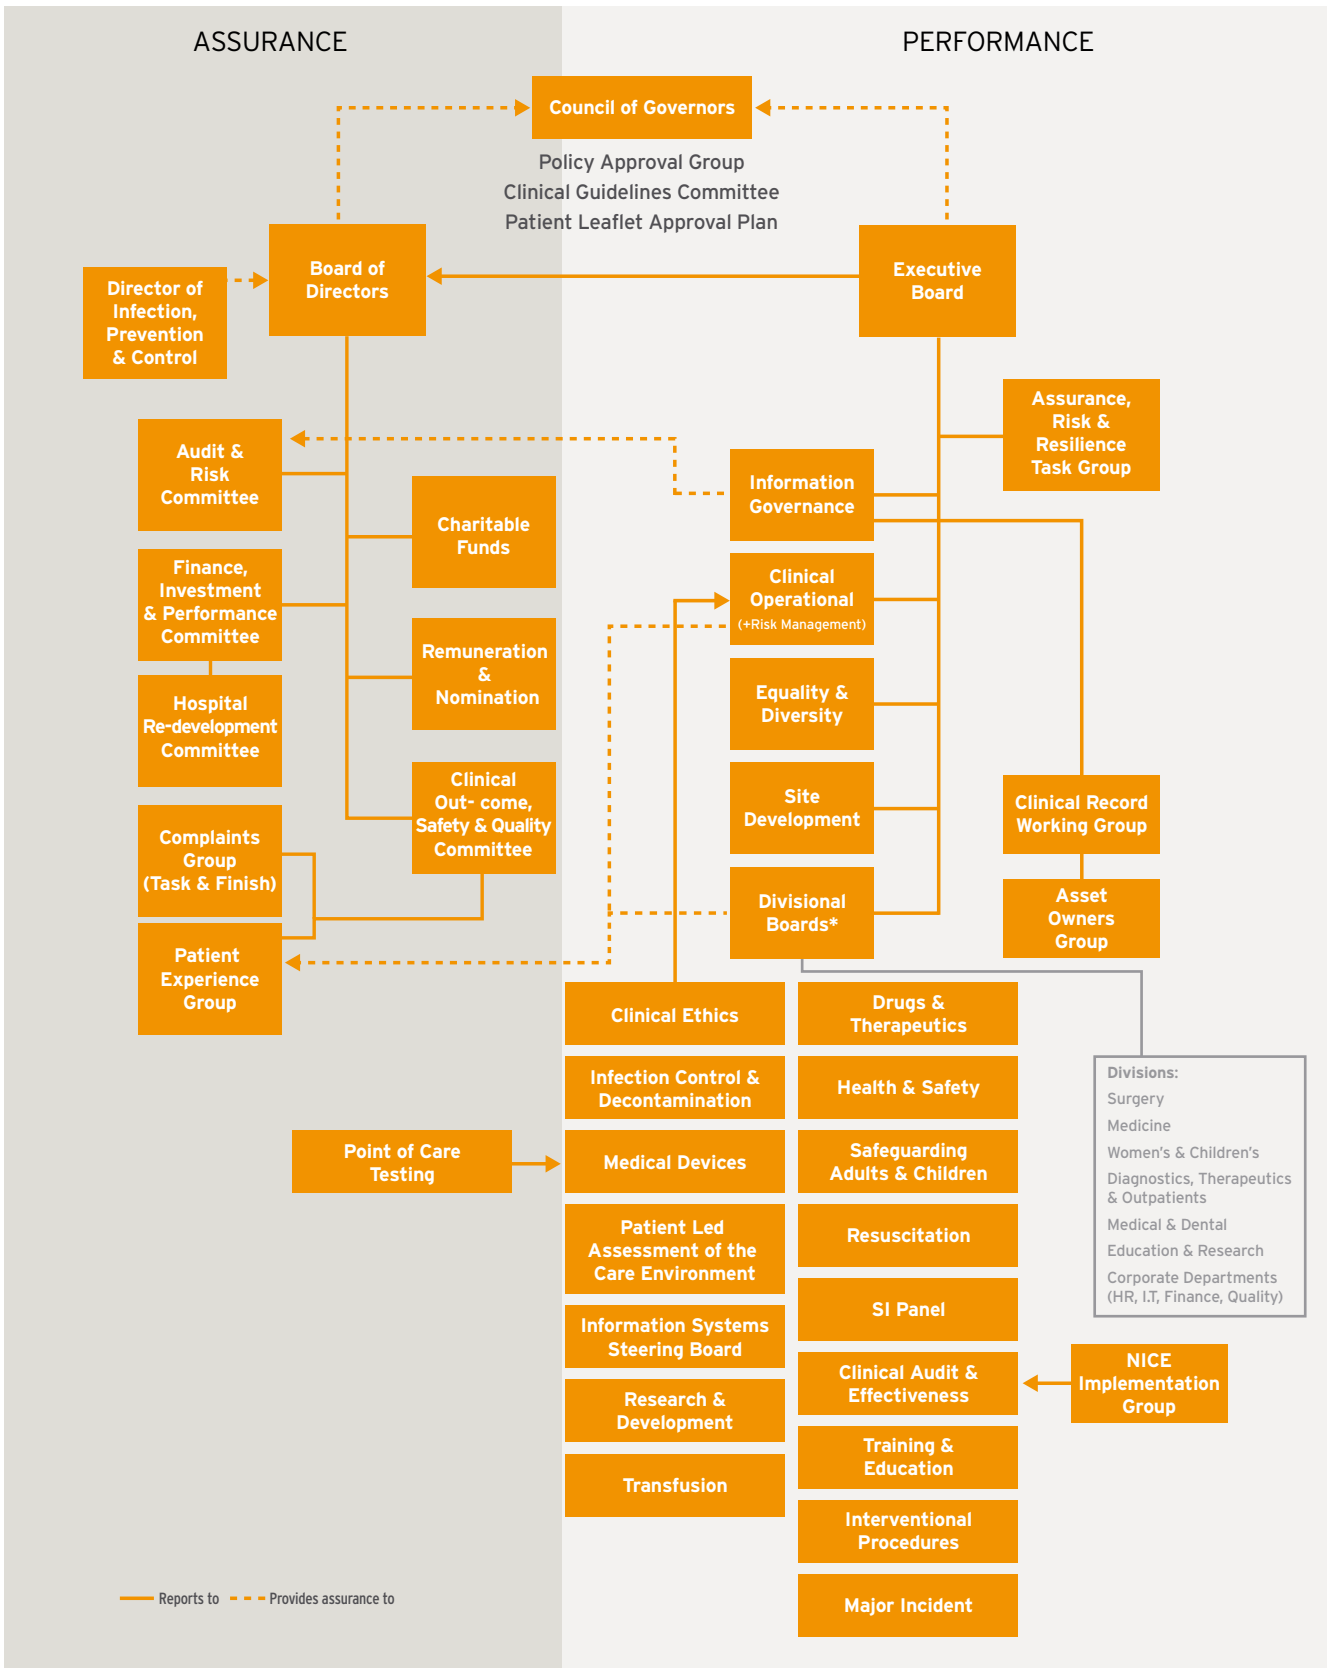 ASSURANCE
PERFORMANCE
Council of Governors
Policy Approval Group
Clinical Guidelines Committee
Patient Leaflet Approval Plan
Board of
Directors
Executive
Board
Director of
Infection,
Prevention
& Control
Audit &
Risk
Committee
Charitable
Funds
Finance,
Investment
& Performance
Committee
Remuneration
&
Nomination
Hospital
Re-development
Committee
Clinical
Out- come,
Safety & Quality
Committee
Complaints
Group
(Task & Finish)
Patient
Experience
Group
Assurance,
Risk &
Resilience
Task Group
Information
Governance
Clinical
Operational
(+Risk Management)
Equality &
Diversity
Site
Development
Divisional
Boards*
Clinical Record
Working Group
Asset
Owners
Group
Clinical Ethics
Drugs &
Therapeutics
Infection Control &
Decontamination
Health & Safety
Point of Care
Testing
Medical Devices
Safeguarding
Adults & Children
Patient Led
Assessment of the
Care Environment
Resuscitation
Information Systems
Steering Board
SI Panel
Research &
Development
Clinical Audit &
Effectiveness
NICE
Implementation
Group
Transfusion
Training &
Education
Interventional
Procedures
Major Incident
Divisions:
Surgery
Medicine
Women's & Children's
Diagnostics, Therapeutics
& Outpatients
Medical & Dental
Education & Research
Corporate Departments
(HR, I.T, Finance, Quality)
Reports to
Provides assurance to